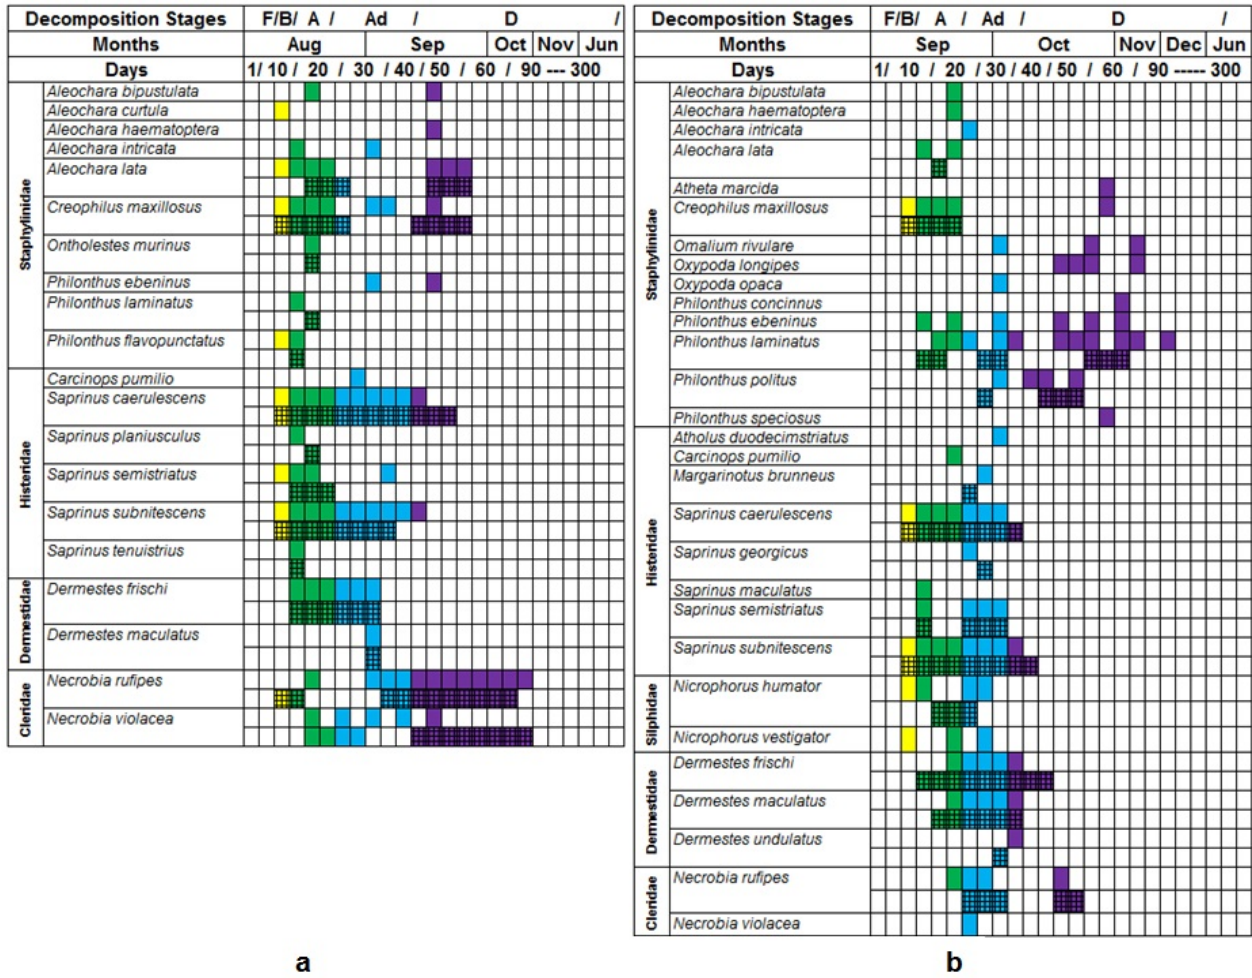 Decomposition Stages F/B/ A / Ad / D /
Months Aug Sep Oct Nov Jun
Days 1/ 10 / 20 / 30 / 40 / 50 / 60 / 90 --- 300
Staphylinidae
Aleochara bipustulata
Aleochara curtula
Aleochara haematoptera
Aleochara intricata
Aleochara lata
Creophilus maxillosus
Ontholestes murinus
Philonthus ebeninus
Philonthus laminatus
Philonthus flavopunctatus
Histeridae
Carcinops pumilio
Saprinus caerulescens
Saprinus planiusculus
Saprinus semistriatus
Saprinus subnitescens
Saprinus tenuistrius
Dermestidae
Dermestes frischi
Dermestes maculatus
Cleridae
Necrobia rufipes
Necrobia violacea
a
Decomposition Stages F/B/ A / Ad / D /
Months Sep Oct Nov Dec Jun
Days 1/ 10 / 20 / 30 / 40 / 50 / 60 / 90 ----- 300
Staphylinidae
Aleochara bipustulata
Aleochara haematoptera
Aleochara intricata
Aleochara lata
Atheta marcida
Creophilus maxillosus
Omalium rivulare
Oxypoda longipes
Oxypoda opaca
Philonthus concinnus
Philonthus ebeninus
Philonthus laminatus
Philonthus politus
Philonthus speciosus
Histeridae
Atholus duodecimstriatus
Carcinops pumilio
Margarinotus brunneus
Saprinus caerulescens
Saprinus georgicus
Saprinus maculatus
Saprinus semistriatus
Saprinus subnitescens
Silphidae
Nicrophorus humator
Nicrophorus vestigator
Dermestidae
Dermestes frischi
Dermestes maculatus
Dermestes undulatus
Cleridae
Necrobia rufipes
Necrobia violacea
b